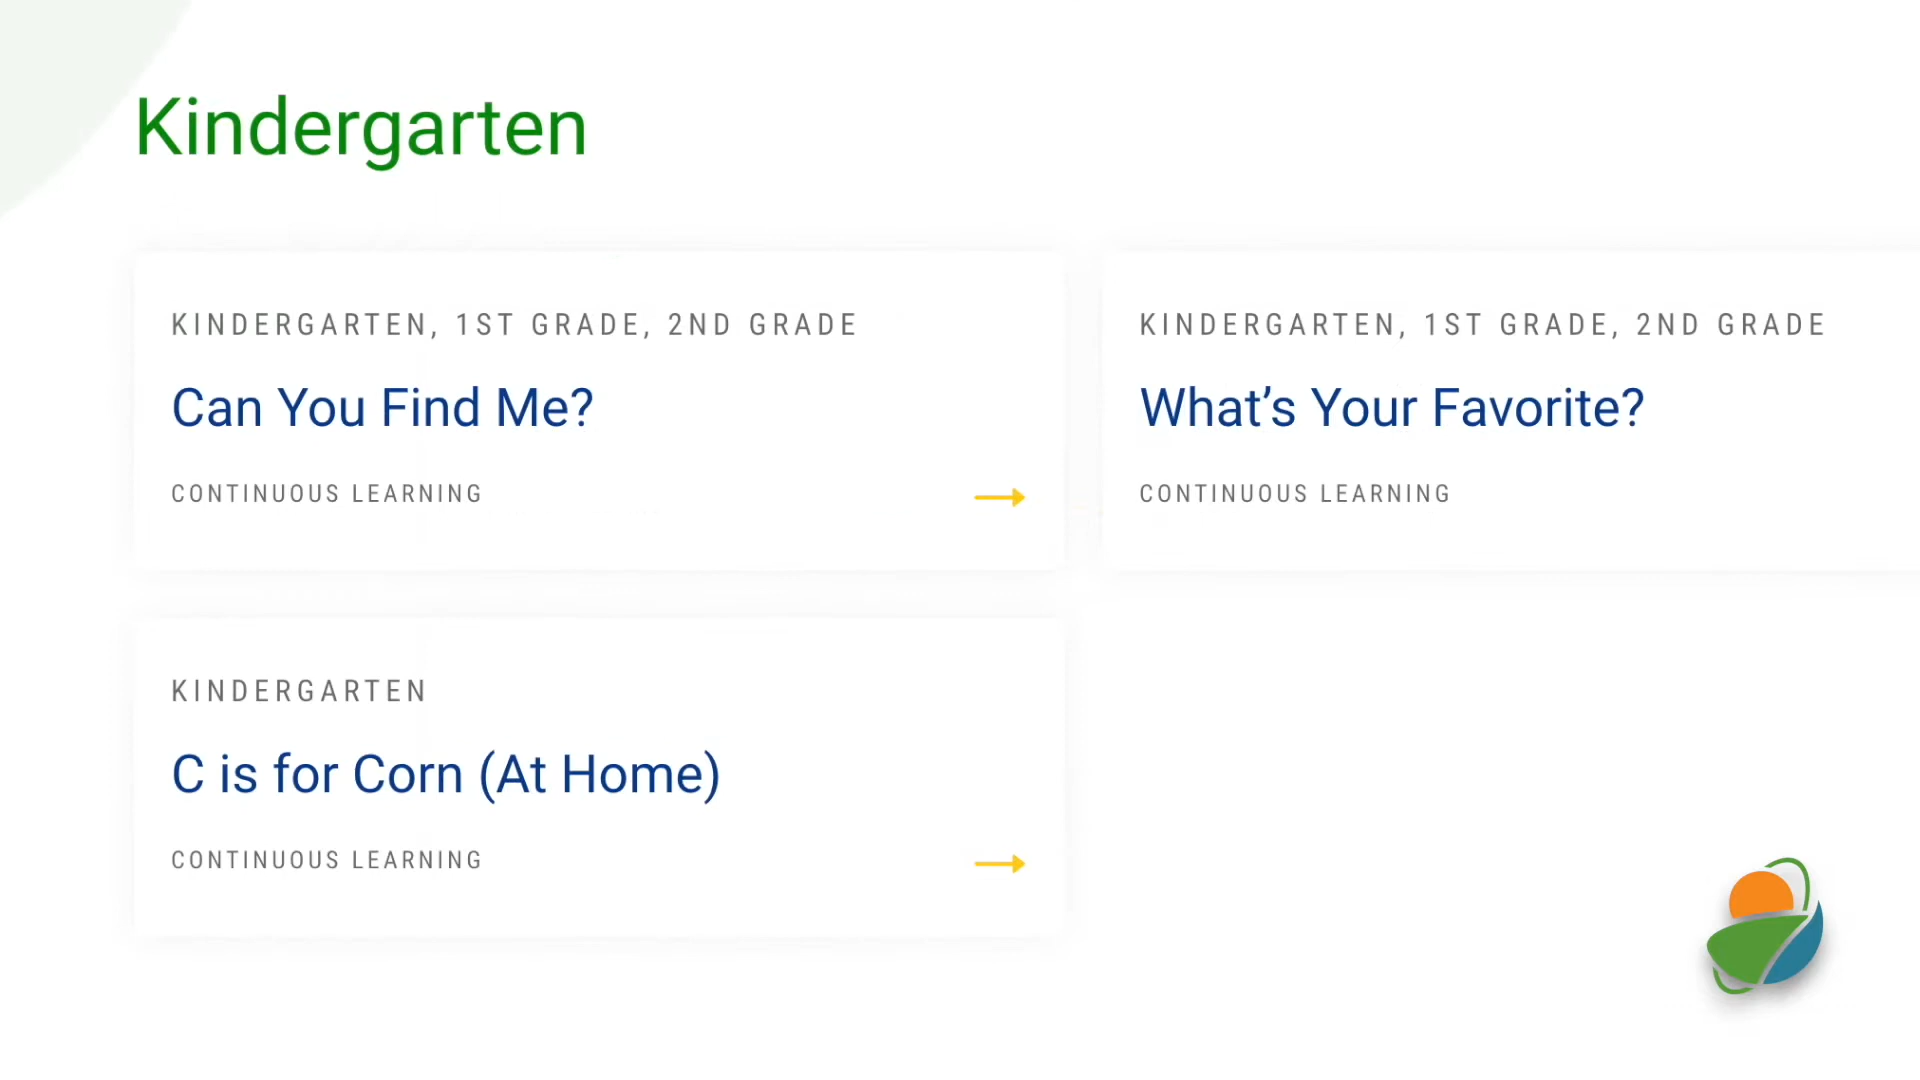 Kindergarten
KINDERGARTEN, 1ST GRADE, 2ND GRADE
Can You Find Me?
CONTINUOUS LEARNING
KINDERGARTEN, 1ST GRADE, 2ND GRADE
What’s Your Favorite?
CONTINUOUS LEARNING
KINDERGARTEN
C is for Corn (At Home)
CONTINUOUS LEARNING